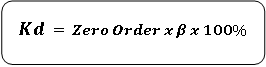 Kd = Zero Order x β x 100%